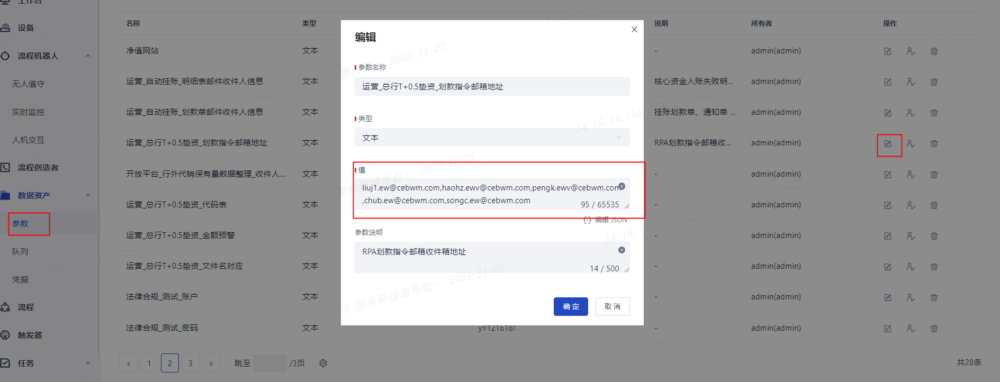 工作台
设备
流程机器人
无人值守
实时监控
人机交互
流程创造者
数据资产
参数
队列
凭据
流程
触发器
任务
名称 类型 说明 所有者 操作
净值网站 文本 - admin(admin)
运营_自动挂账_明细表邮件收件人信息 文本 核心资金入账失败明... admin(admin)
运营_自动挂账_划款单邮件收件人信息 文本 挂账划款单、通知单 ... admin(admin)
运营_总行T+0.5垫资_划款指令邮箱地址 文本 RPA划款指令邮箱收... admin(admin)
开放平台_行外代销保有量数据整理_收件人... 文本 - admin(admin)
运营_总行T+0.5垫资_代码表 文本 - admin(admin)
运营_总行T+0.5垫资_金额预警 文本 - admin(admin)
运营_总行T+0.5垫资_文件名对应 文本 - admin(admin)
法律合规_测试_账户 文本 - admin(admin)
法律合规_测试_密码 文本 yY121618! - admin(admin)
1 2 3 跳至 /3页 共28条
编辑
X
参数名称
运营_总行T+0.5垫资_划款指令邮箱地址
类型
文本
值
liuj1.ew@cebwm.com,haohz.ewv@cebwm.com,pengk.ewv@cebwm.com
,chub.ew@cebwm.com,songc.ew@cebwm.com
95 / 65535
编辑 JSON
参数说明
RPA划款指令邮箱收件箱地址
14 / 500
确 定 取 消
2023-11-22
14.16.14.155
信息科技部外包- 2023-11-22
14.16.1
55 信息科技部外包- 2023-11-22